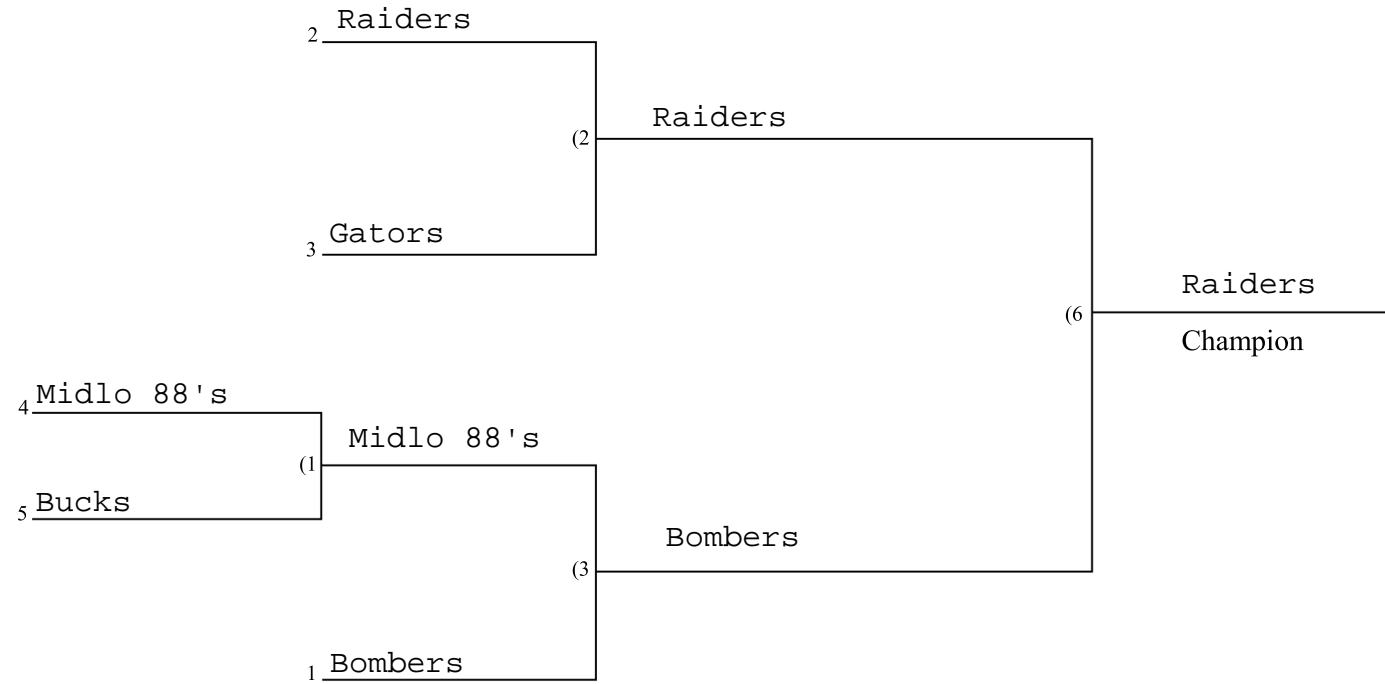 Raiders
2
Raiders
(2
Gators
3
Raiders
(6
Champion
Midlo 88's
4
Midlo 88's
(1
Bucks
5
Bombers
(3
Bombers
1